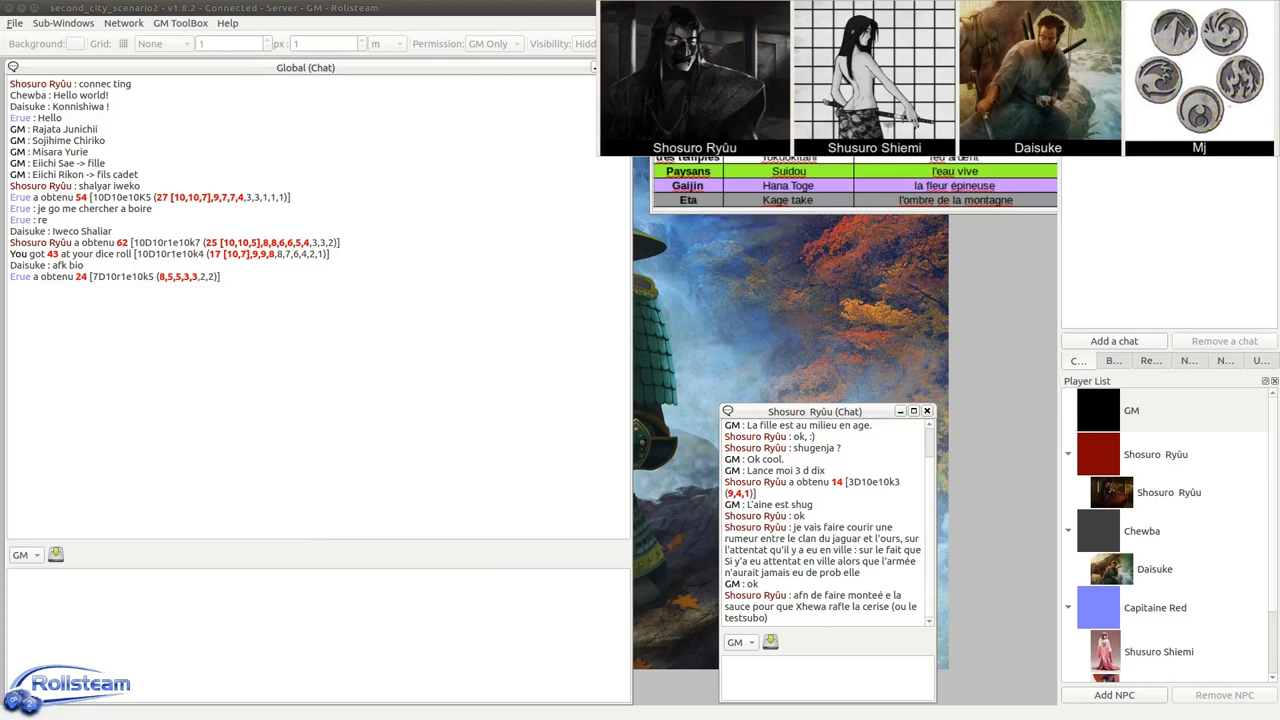 second_city_scenario2 - v1.8.2 - Connected - Server - GM - Rolisteam
File Sub-Windows Network GM ToolBox Help
Background: Grid: None 1 px : 1 m Permission: GM Only Visibility: Hidd
Global (Chat)
Shosuro Ryûu : connec ting
Chewba : Hello world!
Daisuke : Konnishiwa !
Erue : Hello
GM : Rajata Junichii
GM : Sojihime Chiriko
GM : Misara Yurie
GM : Eiichi Sae -> fille
GM : Eiichi Rikon -> fils cadet
Shosuro Ryûu : shalyar iweko
Erue a obtenu 54 [10D10e10K5 (27 [10,10,7],9,7,7,4,3,3,1,1,1)]
Erue : je go me chercher a boire
Erue : re
Daisuke : Iweco Shaliar
Shosuro Ryûu a obtenu 62 [10D10r1e10k7 (25 [10,10,5],8,8,6,6,5,4,3,3,2)]
You got 43 at your dice roll [10D10r1e10k4 (17 [10,7],9,9,8,8,7,6,4,2,1)]
Daisuke : afk bio
Erue a obtenu 24 [7D10r1e10k5 (8,5,5,3,3,2,2)]
GM
Rolisteam
Shosuro Ryûu
Shusuro Shiemi
Daisuke
Mj
des temples Yokuokitani feu ardent
Paysans Suidou l'eau vive
Gaijin Hana Toge la fleur épineuse
Eta Kage take l'ombre de la montagne
Shosuro Ryûu (Chat)
GM : La fille est au milieu en age.
Shosuro Ryûu : ok, :)
Shosuro Ryûu : shugenja ?
GM : Ok cool.
GM : Lance moi 3 d dix
Shosuro Ryûu a obtenu 14 [3D10e10k3
(9,4,1)]
GM : L'aine est shug
Shosuro Ryûu : ok
Shosuro Ryûu : je vais faire courir une
rumeur entre le clan du jaguar et l'ours, sur
l'attentat qu'il y a eu en ville : sur le fait que
Si y'a eu attentat en ville alors que l'armée
n'aurait jamais eu de prob elle
GM : ok
Shosuro Ryûu : afn de faire monteé e la
sauce pour que Xhewa rafle la cerise (ou le
testsubo)
GM
Add a chat Remove a chat
C... B... Re... N... N... U...
Player List
GM
Shosuro Ryûu
Shosuro Ryûu
Chewba
Daisuke
Capitaine Red
Shusuro Shiemi
Add NPC Remove NPC